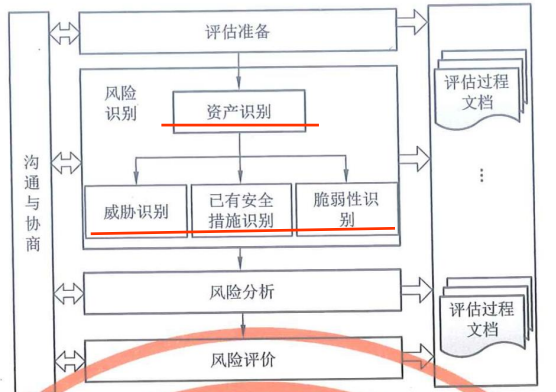 评估准备
风险
识别
资产识别
威胁识别
已有安全
措施识别
脆弱性识
别
风险分析
风险评价
沟通与协商
评估过程
文档
⋮
评估过程
文档